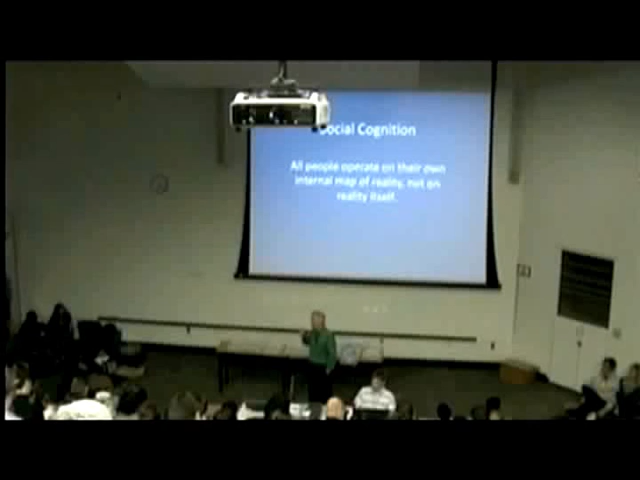 Social Cognition
All people operate on their own
internal map of reality, not on
reality itself.